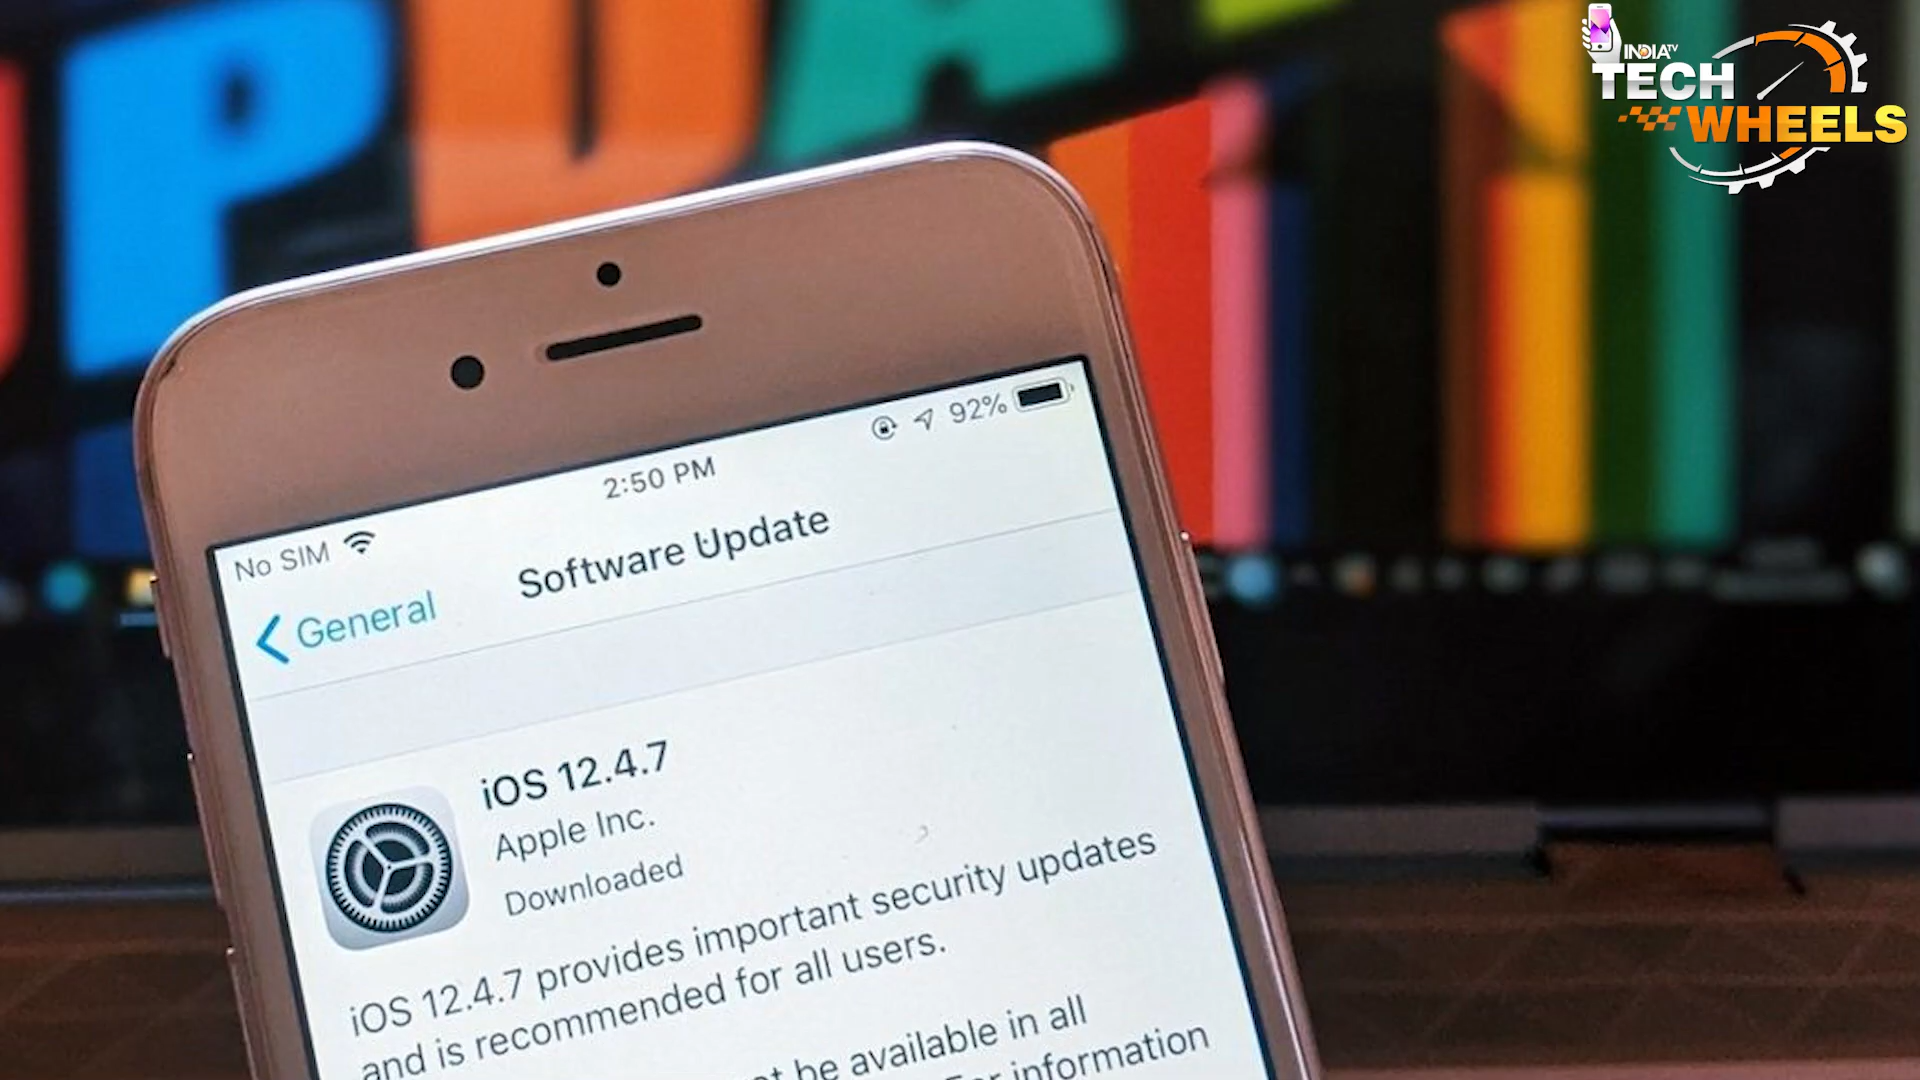 UPDA
INDIA TV
TECH
WHEELS
No SIM
2:50 PM
92%
General
Software Update
iOS 12.4.7
Apple Inc.
Downloaded
iOS 12.4.7 provides important security updates
and is recommended for all users.
be available in all
information